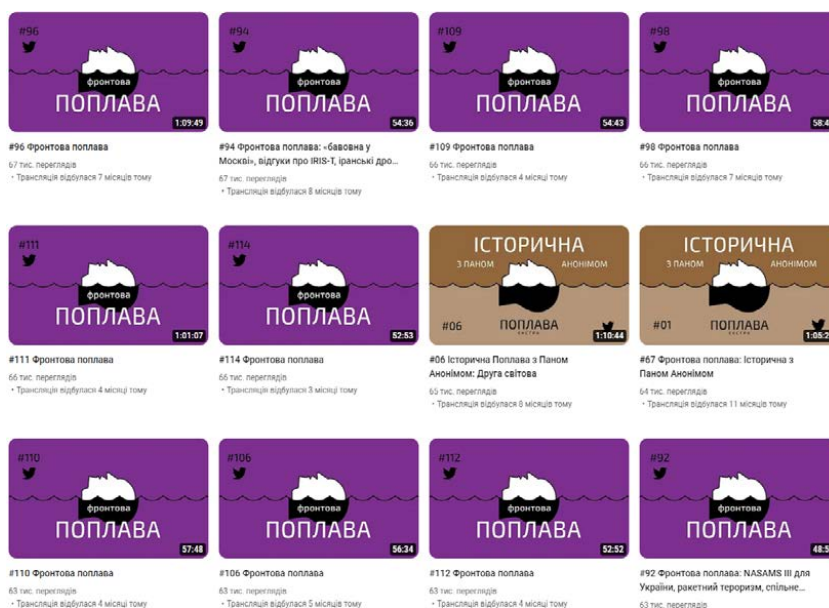 #96
фронтова
ПОПЛАВА
1:09:49
#94
фронтова
ПОПЛАВА
54:36
#109
фронтова
ПОПЛАВА
54:43
#98
фронтова
ПОПЛАВА
58:4
#96 Фронтова поплава
67 тис. переглядів
• Трансляція відбулася 7 місяців тому
#94 Фронтова поплава: «бавовна у
Москві», відгуки про IRIS-T, іранські дро...
67 тис. переглядів
• Трансляція відбулася 8 місяців тому
#109 Фронтова поплава
66 тис. переглядів
• Трансляція відбулася 4 місяці тому
#98 Фронтова поплава
66 тис. переглядів
• Трансляція відбулася 7 місяців тому
#111
фронтова
ПОПЛАВА
1:01:07
#114
фронтова
ПОПЛАВА
52:53
ІСТОРИЧНА
З ПАНОМ АНОНІМОМ
#06 ПОПЛАВА
ЕКСТРА
1:10:44
ІСТОРИЧНА
З ПАНОМ АНОНІМОМ
#01 ПОПЛАВА
ЕКСТРА
1:05:2
#111 Фронтова поплава
66 тис. переглядів
• Трансляція відбулася 4 місяці тому
#114 Фронтова поплава
66 тис. переглядів
• Трансляція відбулася 3 місяці тому
#06 Історична Поплава з Паном
Анонімом: Друга світова
65 тис. переглядів
• Трансляція відбулася 8 місяців тому
#67 Фронтова поплава: Історична з
Паном Анонімом
64 тис. переглядів
• Трансляція відбулася 11 місяців тому
#110
фронтова
ПОПЛАВА
57:48
#106
фронтова
ПОПЛАВА
56:34
#112
фронтова
ПОПЛАВА
52:52
#92
фронтова
ПОПЛАВА
48:5
#110 Фронтова поплава
63 тис. переглядів
• Трансляція відбулася 4 місяці тому
#106 Фронтова поплава
63 тис. переглядів
• Трансляція відбулася 5 місяців тому
#112 Фронтова поплава
63 тис. переглядів
• Трансляція відбулася 4 місяці тому
#92 Фронтова поплава: NASAMS III для
України, ракетний тероризм, спільне...
63 тис. переглядів